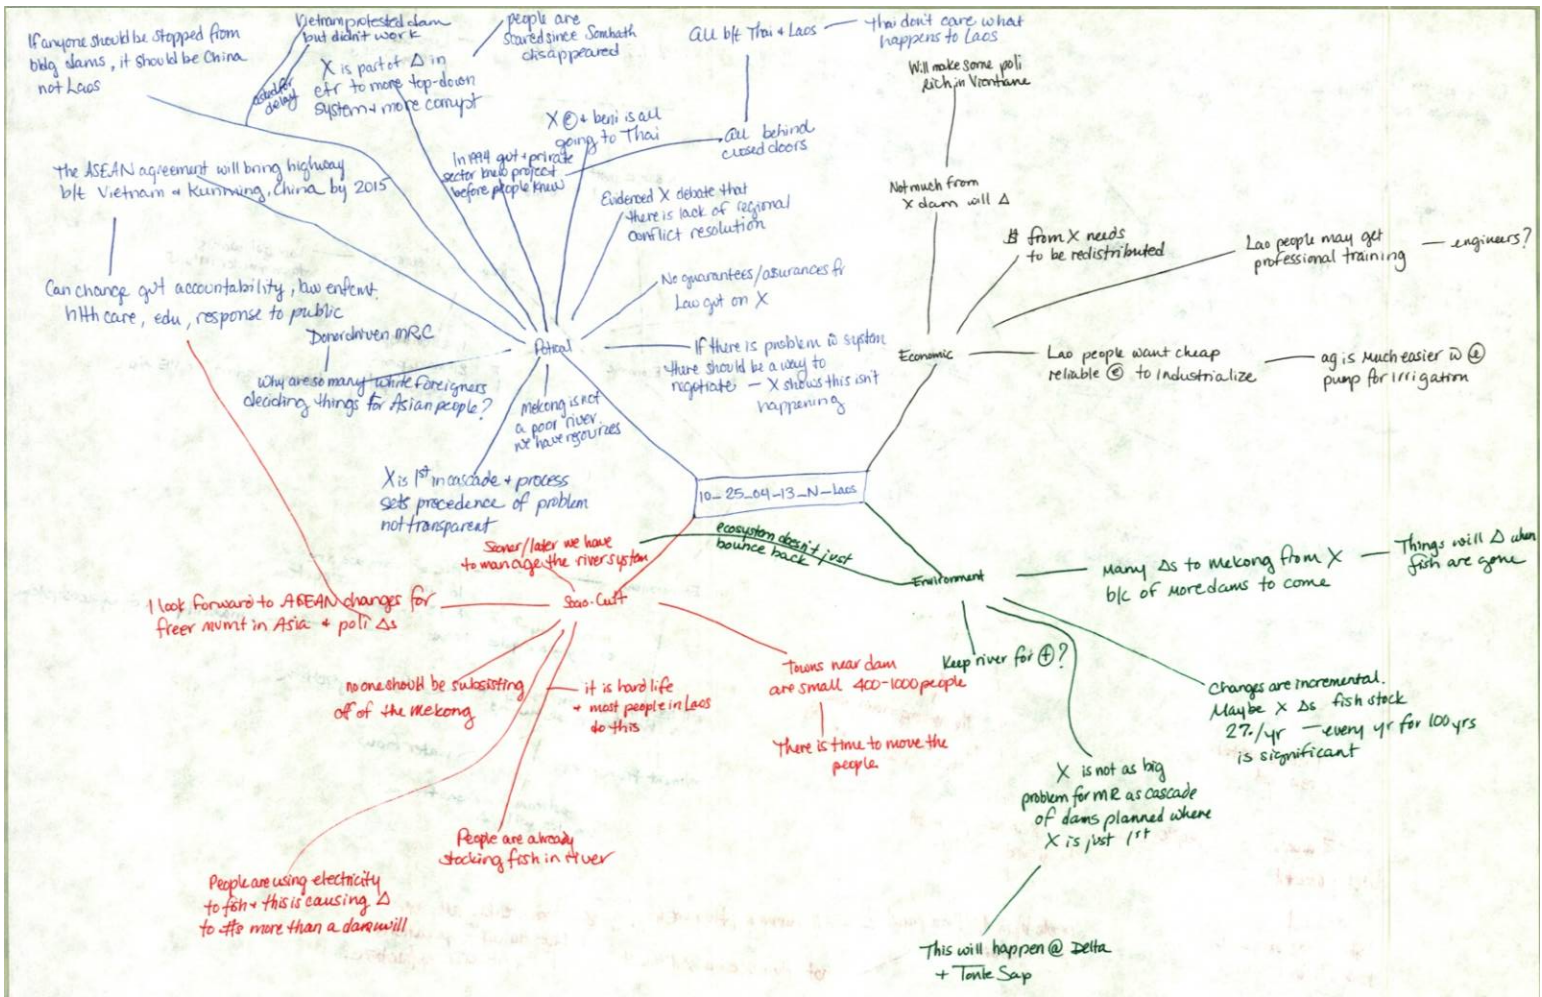 If anyone should be stopped from
bldg dams, it should be China
not Laos
Vietnam protested dam
but didn't work
asked for
delay
X is part of Δ in
ctr to more top-down
system + more corrupt
people are
scared since Sombath
disappeared
All b/t Thai + Laos
Thai don't care what
happens to Laos
All behind
closed doors
X ⓔ + beni is all
going to Thai
In 1994 gvt + private
sector knew project
before people knew
Evidenced X debate that
there is lack of regional
conflict resolution
No guarantees/assurances fr
Lao gvt on X
If there is problem w system
there should be a way to
negotiate — X shows this isn't
happening
The ASEAN agreement will bring highway
b/t Vietnam + Kunming, China by 2015
Can change gvt accountability, law enfcmt.
hlth care, edu, response to public
Donor driven MRC
Why are so many white foreigners
deciding things for Asian people?
Mekong is not
a poor river.
we have resources
X is 1st in cascade + process
sets precedence of problem
not transparent
Potical
Will make some poli
rich in Vientiane
Not much from
X dam will Δ
$ from X needs
to be redistributed
Lao people may get
professional training
— engineers?
Economic
Lao people want cheap
reliable ⓔ to industrialize
ag is much easier w ⓔ
pump for irrigation
10_25_04_13_N_Laos
ecosystem doesn't just
bounce back
Sooner/later we have
to manage the river system
Socio-Cult
I look forward to ASEAN changes for
freer mvmt in Asia + poli Δs
no one should be subsisting
off of the Mekong
it is hard life
+ most people in Laos
do this
Towns near dam
are small 400-1000 people
There is time to move the
people
People are already
stocking fish in river
People are using electricity
to fish + this is causing Δ
to #s more than a dam will
Environment
Many Δs to Mekong from X
b/c of more dams to come
Things will Δ when
fish are gone
Keep river for ⊕?
Changes are incremental.
Maybe X Δs fish stock
2%/yr — every yr for 100 yrs
is significant
X is not as big
problem for MR as cascade
of dams planned where
X is just 1st
This will happen @ Delta
+ Tonle Sap